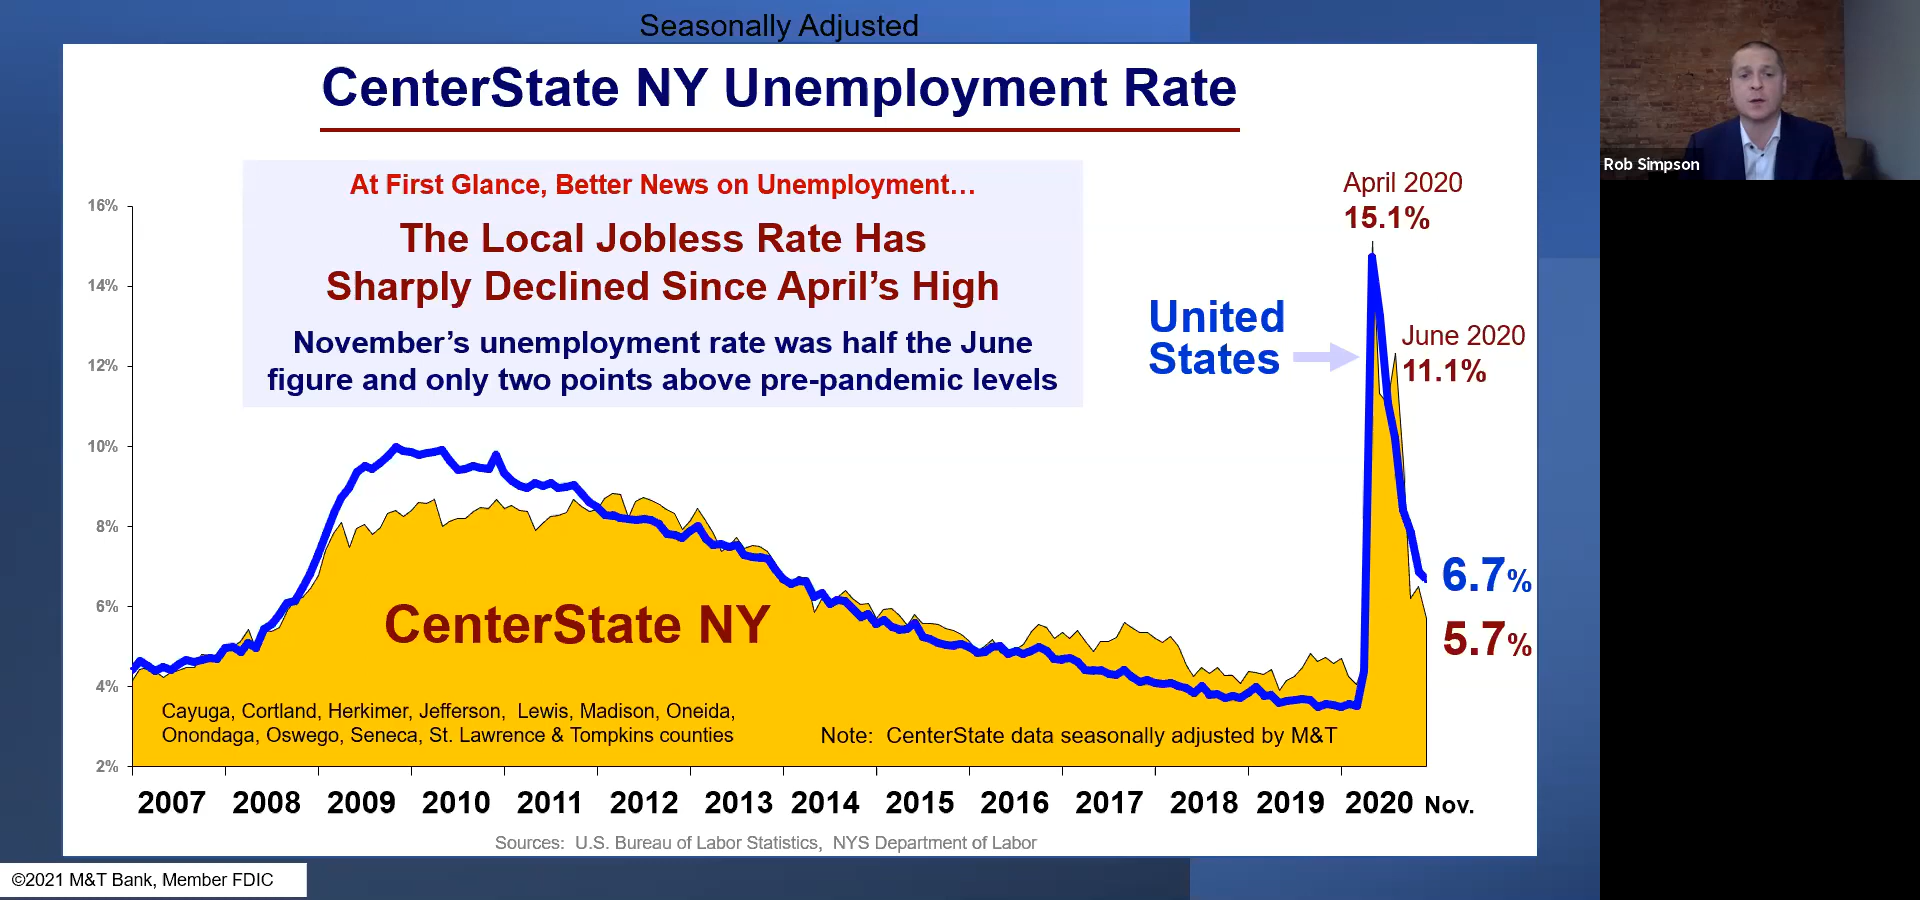 Seasonally Adjusted
CenterState NY Unemployment Rate
At First Glance, Better News on Unemployment…
The Local Jobless Rate Has
Sharply Declined Since April’s High
November’s unemployment rate was half the June
figure and only two points above pre-pandemic levels
Rob Simpson
April 2020
15.1%
United
States
June 2020
11.1%
16%
14%
12%
10%
8%
6%
4%
2%
6.7%
5.7%
CenterState NY
Cayuga, Cortland, Herkimer, Jefferson,  Lewis, Madison, Oneida,
Onondaga, Oswego, Seneca, St. Lawrence & Tompkins counties
Note:  CenterState data seasonally adjusted by M&T
2007 2008 2009 2010 2011 2012 2013 2014 2015 2016 2017 2018 2019 2020 Nov.
Sources:  U.S. Bureau of Labor Statistics,  NYS Department of Labor
©2021 M&T Bank, Member FDIC